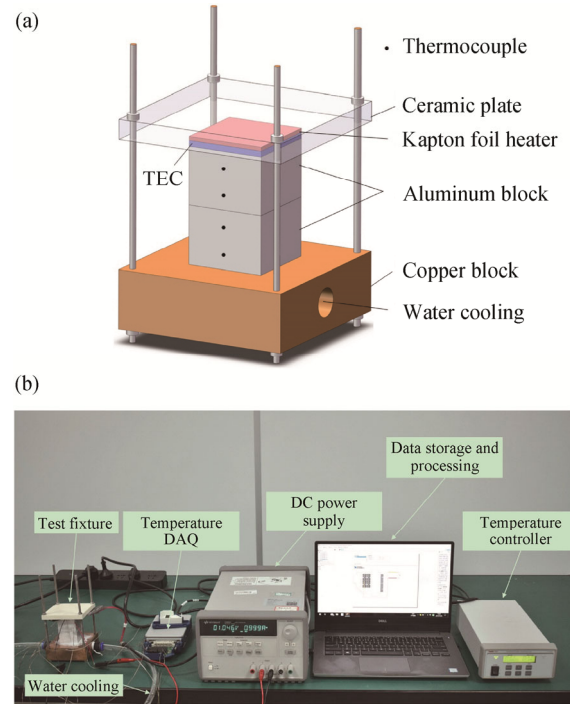 (a)
Thermocouple
Ceramic plate
Kapton foil heater
TEC
Aluminum block
Copper block
Water cooling
(b)
Data storage and
processing
DC power
supply
Temperature
controller
Test fixture
Temperature
DAQ
Water cooling